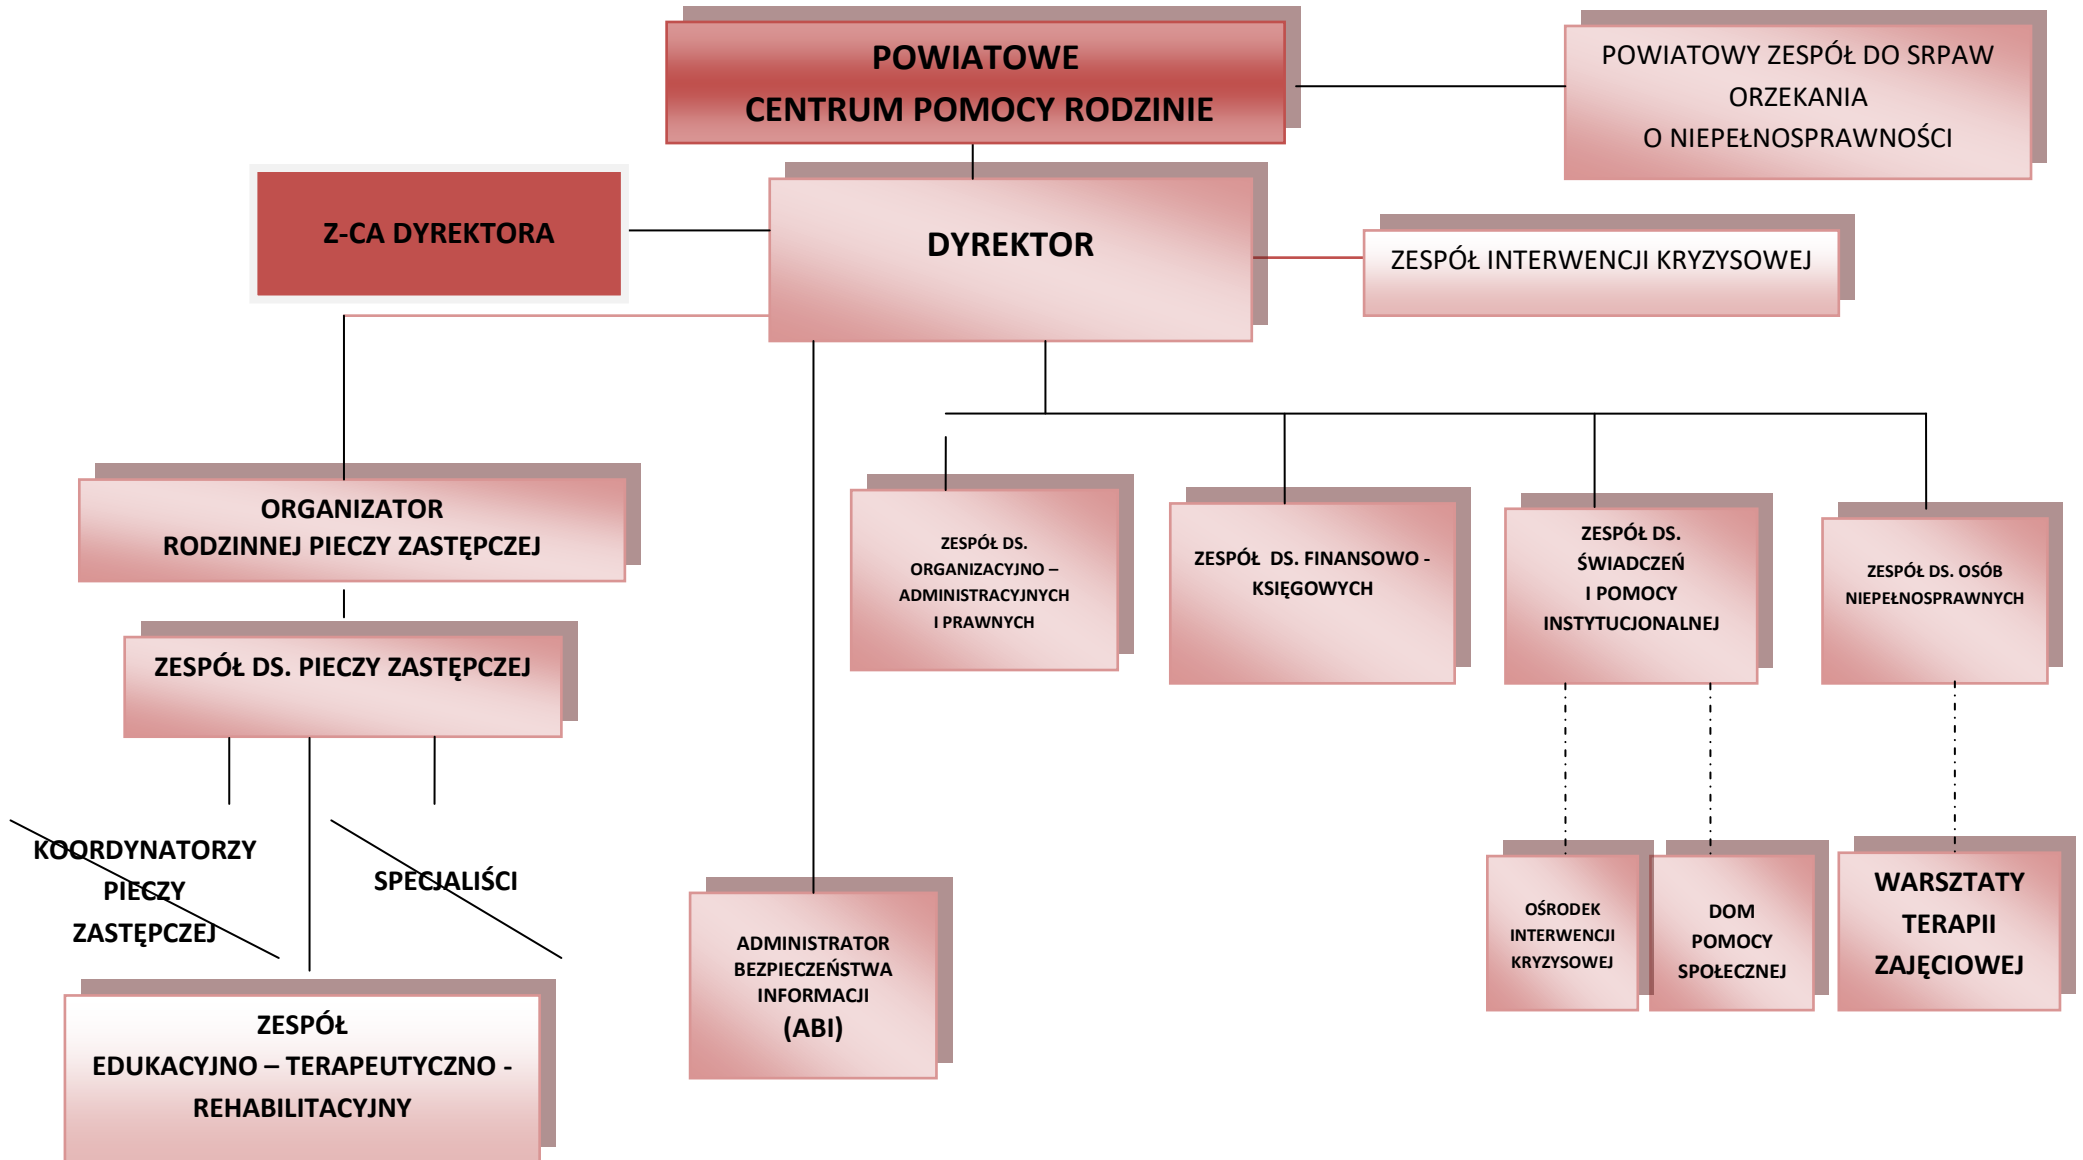 POWIATOWE
CENTRUM POMOCY RODZINIE
POWIATOWY ZESPÓŁ DO SRPAW
ORZEKANIA
O NIEPEŁNOSPRAWNOŚCI
Z-CA DYREKTORA
DYREKTOR
ZESPÓŁ INTERWENCJI KRYZYSOWEJ
ORGANIZATOR
RODZINNEJ PIECZY ZASTĘPCZEJ
ZESPÓŁ DS. PIECZY ZASTĘPCZEJ
KOORDYNATORZY
PIECZY
ZASTĘPCZEJ
SPECJALIŚCI
ZESPÓŁ
EDUKACYJNO – TERAPEUTYCZNO -
REHABILITACYJNY
ADMINISTRATOR
BEZPIECZEŃSTWA
INFORMACJI
(ABI)
ZESPÓŁ DS.
ORGANIZACYJNO –
ADMINISTRACYJNYCH
I PRAWNYCH
ZESPÓŁ DS. FINANSOWO -
KSIĘGOWYCH
ZESPÓŁ DS.
ŚWIADCZEŃ
I POMOCY
INSTYTUCJONALNEJ
ZESPÓŁ DS. OSÓB
NIEPEŁNOSPRAWNYCH
OŚRODEK
INTERWENCJI
KRYZYSOWEJ
DOM
POMOCY
SPOŁECZNEJ
WARSZTATY
TERAPII
ZAJĘCIOWEJ